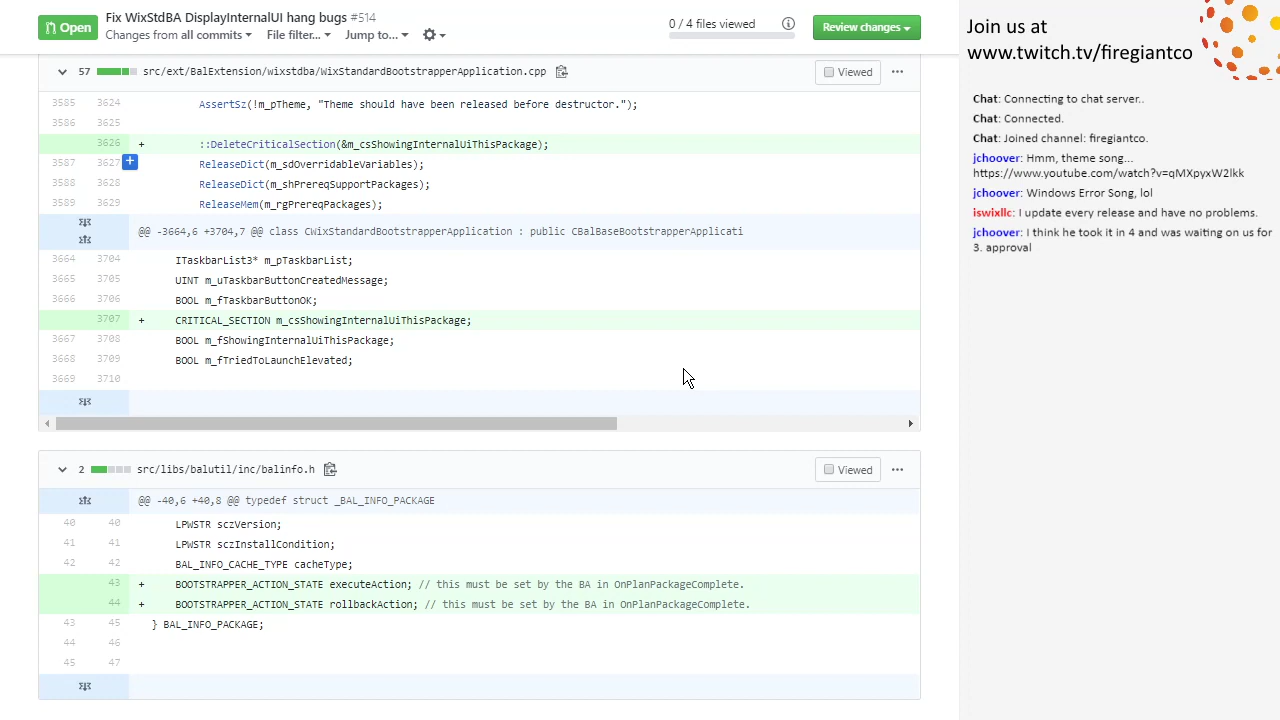 Open
Fix WixStdBA DisplayInternalUI hang bugs #514
Changes from all commits
File filter...
Jump to...
0 / 4 files viewed
Review changes
57 src/ext/BalExtension/wixstdba/WixStandardBootstrapperApplication.cpp
Viewed
3585 3624 AssertSz(!m_pTheme, "Theme should have been released before destructor.");
3586 3625
3626 + ::DeleteCriticalSection(&m_csShowingInternalUiThisPackage);
3587 3627 + ReleaseDict(m_sdOverridableVariables);
3588 3628 ReleaseDict(m_shPrereqSupportPackages);
3589 3629 ReleaseMem(m_rgPrereqPackages);
@@ -3664,6 +3704,7 @@ class CWixStandardBootstrapperApplication : public CBalBaseBootstrapperApplicati
3664 3704 ITaskbarList3* m_pTaskbarList;
3665 3705 UINT m_uTaskbarButtonCreatedMessage;
3666 3706 BOOL m_fTaskbarButtonOK;
3707 + CRITICAL_SECTION m_csShowingInternalUiThisPackage;
3667 3708 BOOL m_fShowingInternalUiThisPackage;
3668 3709 BOOL m_fTriedToLaunchElevated;
3669 3710
2 src/libs/balutil/inc/balinfo.h
Viewed
@@ -40,6 +40,8 @@ typedef struct _BAL_INFO_PACKAGE
40 40 LPWSTR sczVersion;
41 41 LPWSTR sczInstallCondition;
42 42 BAL_INFO_CACHE_TYPE cacheType;
43 + BOOTSTRAPPER_ACTION_STATE executeAction; // this must be set by the BA in OnPlanPackageComplete.
44 + BOOTSTRAPPER_ACTION_STATE rollbackAction; // this must be set by the BA in OnPlanPackageComplete.
43 45 } BAL_INFO_PACKAGE;
44 46
45 47
Join us at
www.twitch.tv/firegiantco
Chat: Connecting to chat server..
Chat: Connected.
Chat: Joined channel: firegiantco.
jchoover: Hmm, theme song...
https://www.youtube.com/watch?v=qMXpyxW2lkk
jchoover: Windows Error Song, lol
iswixllc: I update every release and have no problems.
jchoover: I think he took it in 4 and was waiting on us for
3. approval